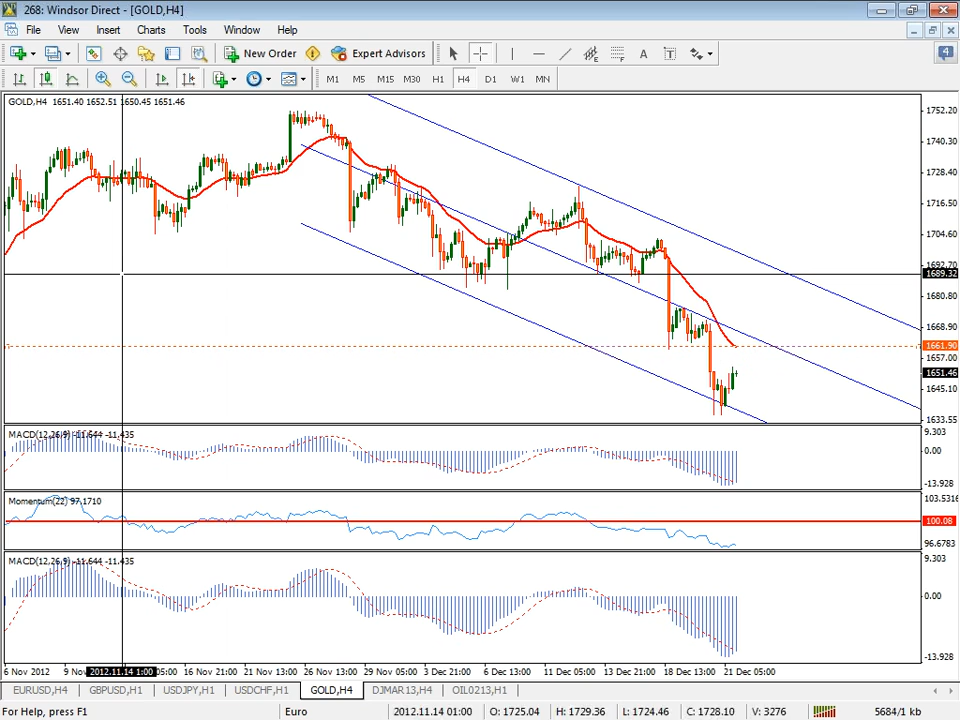 268: Windsor Direct - [GOLD,H4]
File View Insert Charts Tools Window Help
New Order Expert Advisors A T 4
M1 M5 M15 M30 H1 H4 D1 W1 MN
GOLD,H4 1651.40 1652.51 1650.45 1651.46
1752.20
1740.30
1728.40
1716.50
1704.60
1692.70
1689.32
1680.80
1668.90
1661.90
1657.00
1651.46
1645.10
1633.55
MACD(12,26,9) -11.644 -11.435
9.303
0.00
-13.928
Momentum(22) 97.1710
103.5316
100.08
96.6783
MACD(12,26,9) -11.644 -11.435
9.303
0.00
-13.928
6 Nov 2012 9 Nov 2012.11.14 1:00 05:00 16 Nov 21:00 21 Nov 13:00 26 Nov 13:00 29 Nov 05:00 3 Dec 21:00 6 Dec 13:00 11 Dec 05:00 13 Dec 21:00 18 Dec 13:00 21 Dec 05:00
EURUSD,H4 GBPUSD,H1 USDJPY,H1 USDCHF,H1 GOLD,H4 DJMAR13,H4 OIL0213,H1
For Help, press F1 Euro 2012.11.14 01:00 O: 1725.04 H: 1729.36 L: 1724.46 C: 1728.10 V: 3276 5684/1 kb